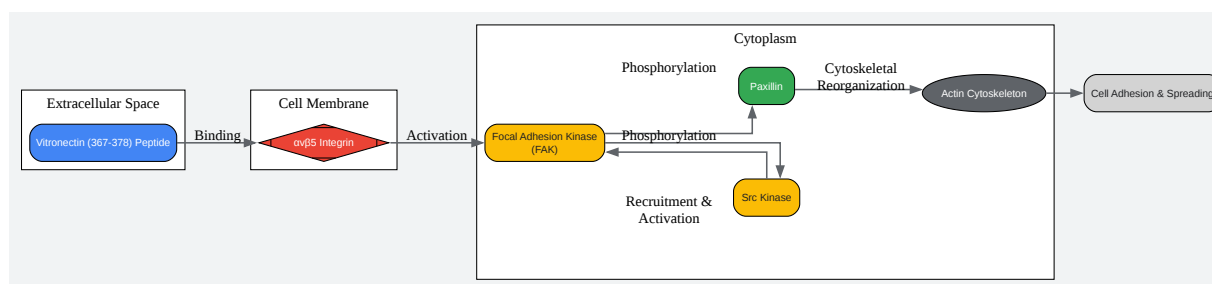 Extracellular Space
Vitronectin (367-378) Peptide
Binding
Cell Membrane
αvβ5 Integrin
Activation
Cytoplasm
Focal Adhesion Kinase
(FAK)
Phosphorylation
Phosphorylation
Recruitment &
Activation
Paxillin
Src Kinase
Cytoskeletal
Reorganization
Actin Cytoskeleton
Cell Adhesion & Spreading